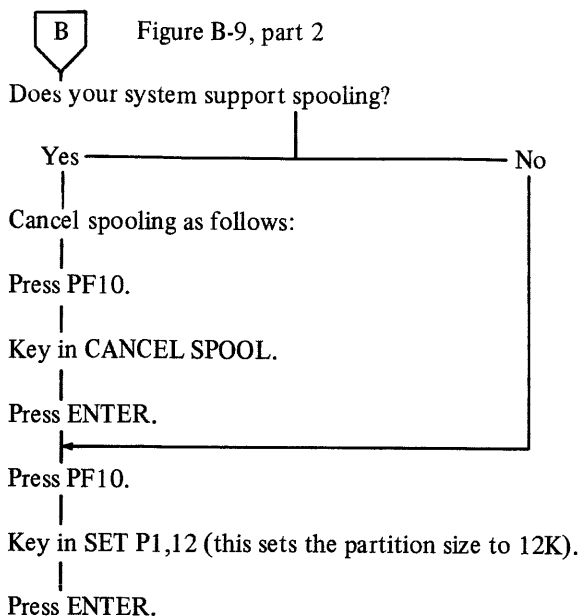 B Figure B-9, part 2
Does your system support spooling?
Yes No
Cancel spooling as follows:
Press PF10.
Key in CANCEL SPOOL.
Press ENTER.
Press PF10.
Key in SET P1,12 (this sets the partition size to 12K).
Press ENTER.